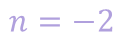 n = −2